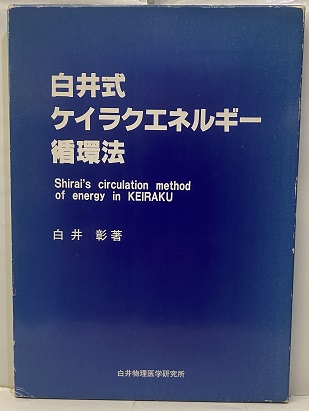 白井式
ケイラクエネルギー
循環法
Shirai's circulation method
of energy in KEIRAKU
白井 彰著
白井物理医学研究所